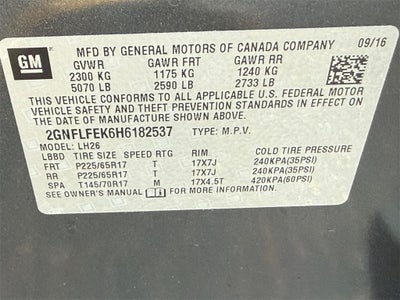 GM
MFD BY GENERAL MOTORS OF CANADA COMPANY 09/16
GVWR GAWR FRT GAWR RR
2300 KG 1175 KG 1240 KG
5070 LB 2590 LB 2733 LB
THIS VEHICLE CONFORMS TO ALL APPLICABLE U.S. FEDERAL MOTOR
VEHICLE SAFETY AND THEFT PREVENTION STANDARDS IN EFFECT
ON THE DATE OF MANUFACTURE SHOWN ABOVE.
2GNFLFEK6H6182537 TYPE: M.P.V.
MODEL: LH26
LBBD TIRE SIZE SPEED RTG RIM COLD TIRE PRESSURE
FRT P225/65R17 T 17X7J 240KPA(35PSI)
RR P225/65R17 T 17X7J 240KPA(35PSI)
SPA T145/70R17 M 17X4.5T 420KPA(60PSI)
SEE OWNER'S MANUAL FOR MORE INFORMATION.